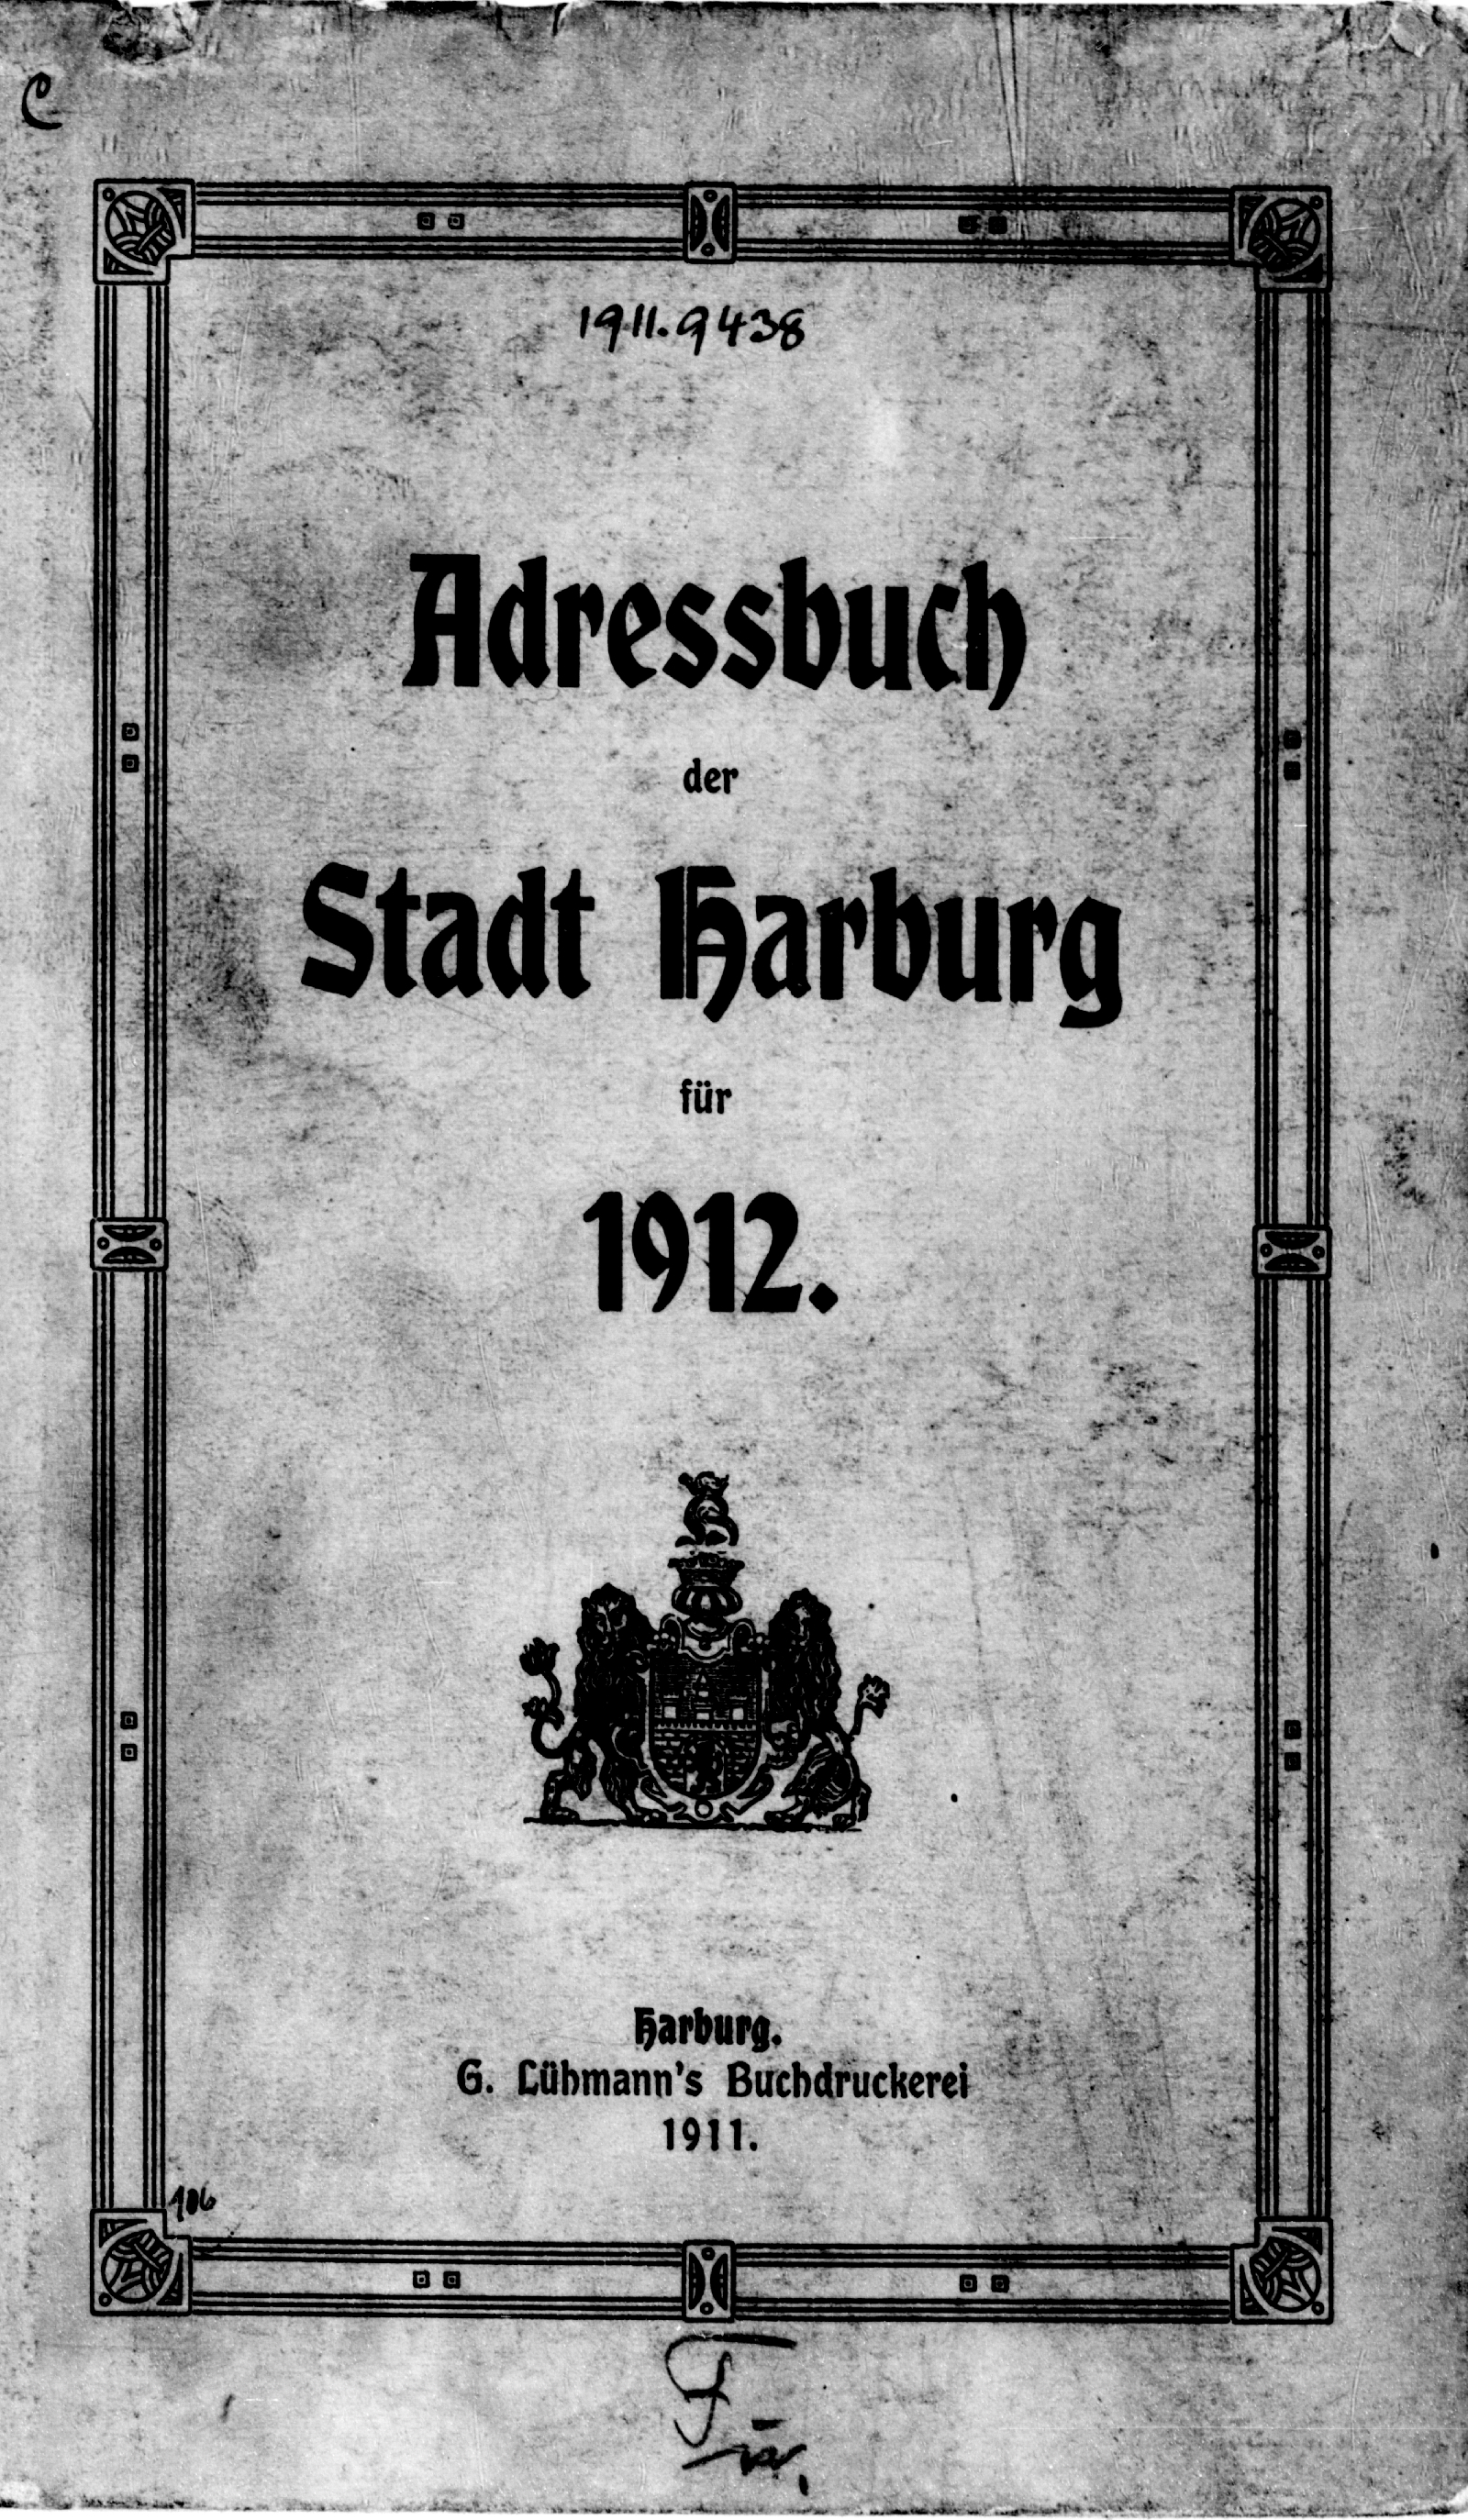 C
1911.9438
Adressbuch
der
Stadt Harburg
für
1912.
Harburg.
G. Lühmann's Buchdruckerei
1911.
106
F